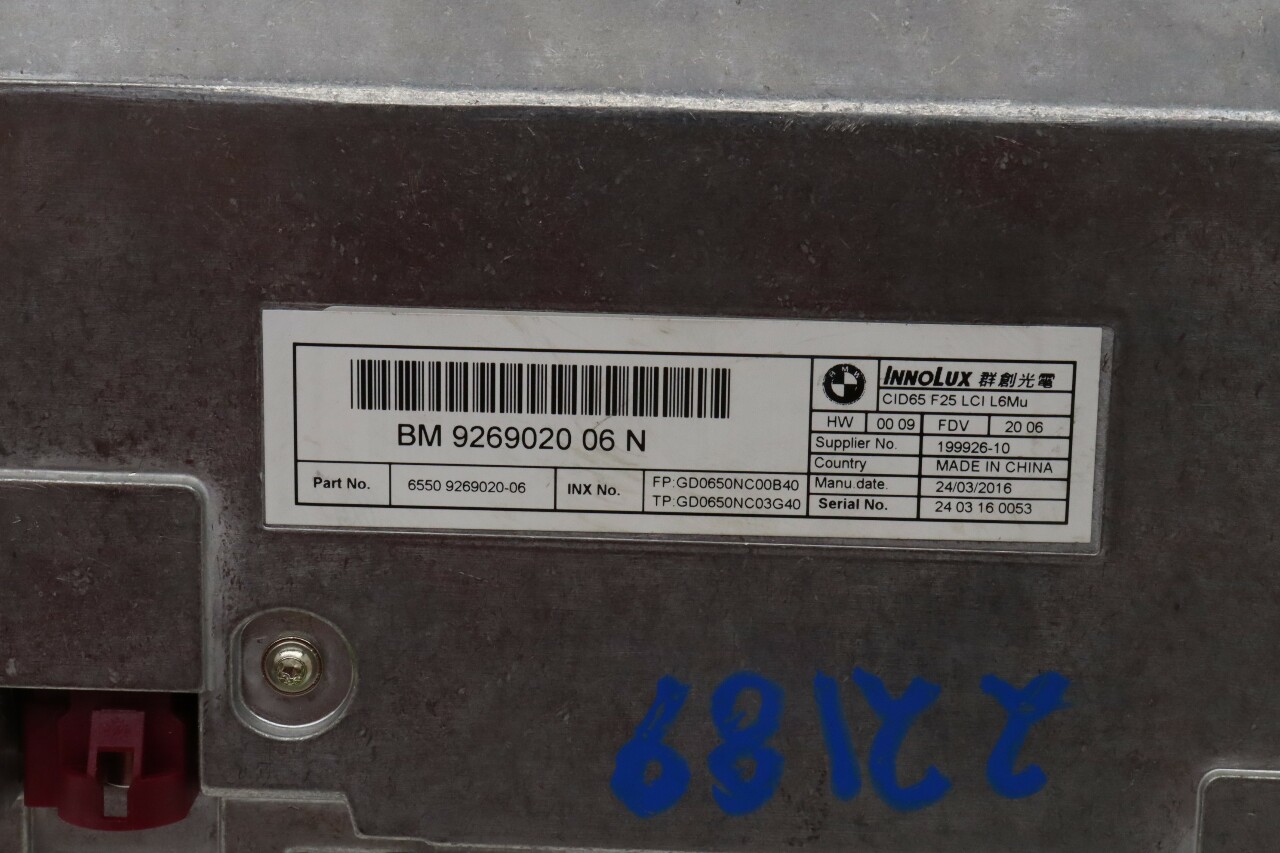 BMW
INNOLUX 群創光電
CID65 F25 LCI L6Mu
BM 9269020 06 N
HW 00 09 FDV 20 06
Supplier No. 199926-10
Country MADE IN CHINA
Manu.date. 24/03/2016
Serial No. 24 03 16 0053
Part No. 6550 9269020-06 INX No. FP:GD0650NC00B40
TP:GD0650NC03G40
22189